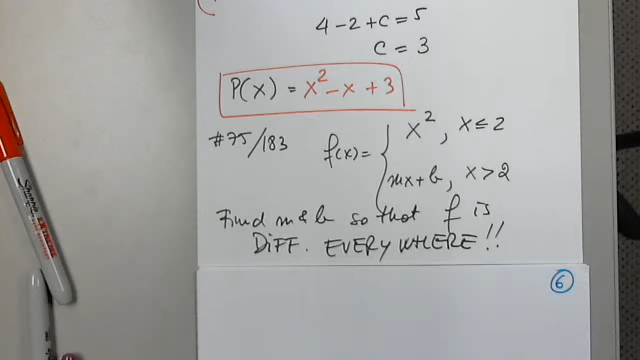 4 - 2 + C = 5
C = 3
P(x) = x² - x + 3
#75/183 f(x) = { x², x ≤ 2
mx + b, x > 2
Find m & b so that f is
DIFF. EVERYWHERE!!
6
Sharpie